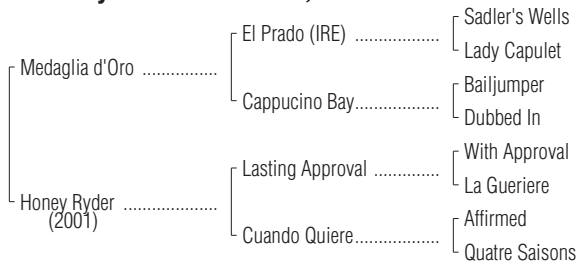 El Prado (IRE) ..................
Sadler's Wells
Lady Capulet
Medaglia d'Oro ................
Cappucino Bay....................
Bailjumper
Dubbed In
Lasting Approval ...............
With Approval
La Gueriere
Honey Ryder ....................
(2001)
Cuando Quiere....................
Affirmed
Quatre Saisons